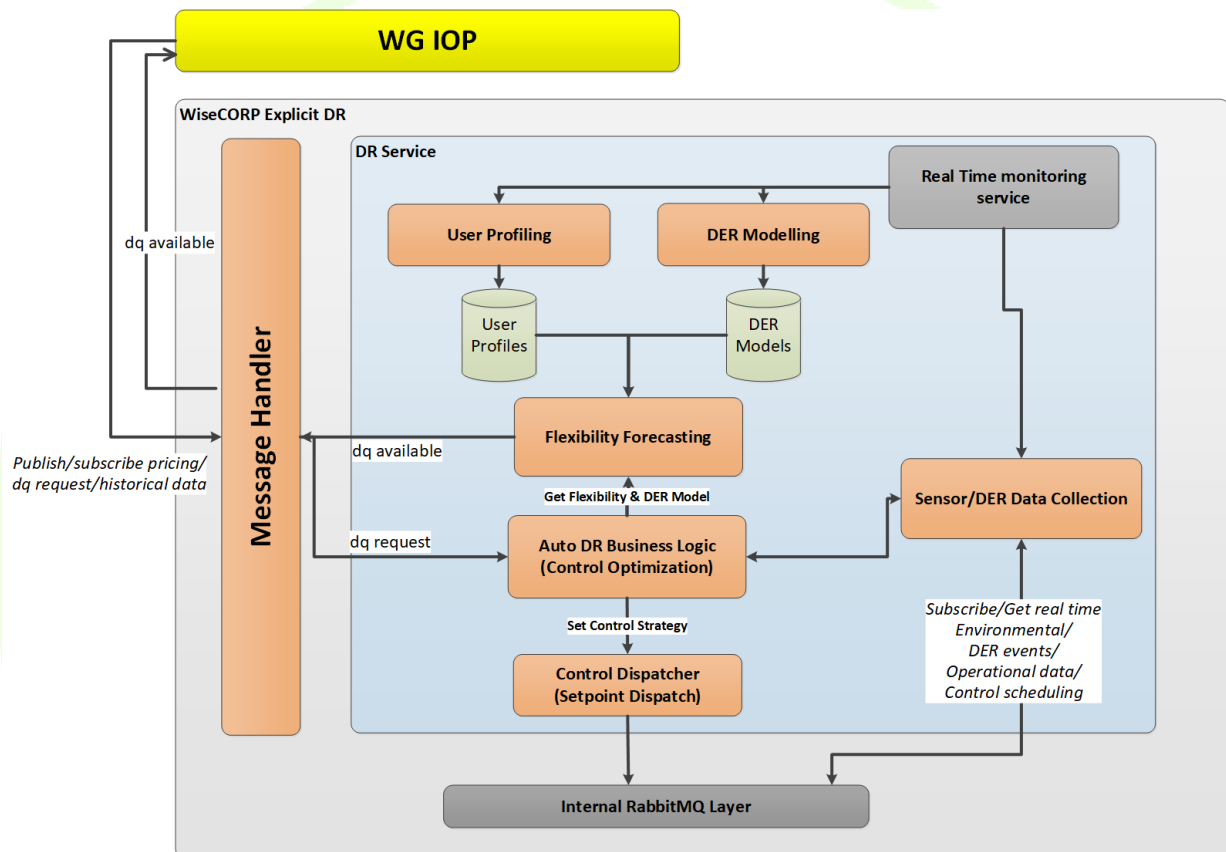 WG IOP
WiseCORP Explicit DR
DR Service
Real Time monitoring
service
User Profiling
DER Modelling
dq available
User
Profiles
DER
Models
Message Handler
Flexibility Forecasting
dq available
Publish/subscribe pricing/
dq request/historical data
Get Flexibility & DER Model
Sensor/DER Data Collection
dq request
Auto DR Business Logic
(Control Optimization)
Set Control Strategy
Subscribe/Get real time
Environmental/
DER events/
Operational data/
Control scheduling
Control Dispatcher
(Setpoint Dispatch)
Internal RabbitMQ Layer